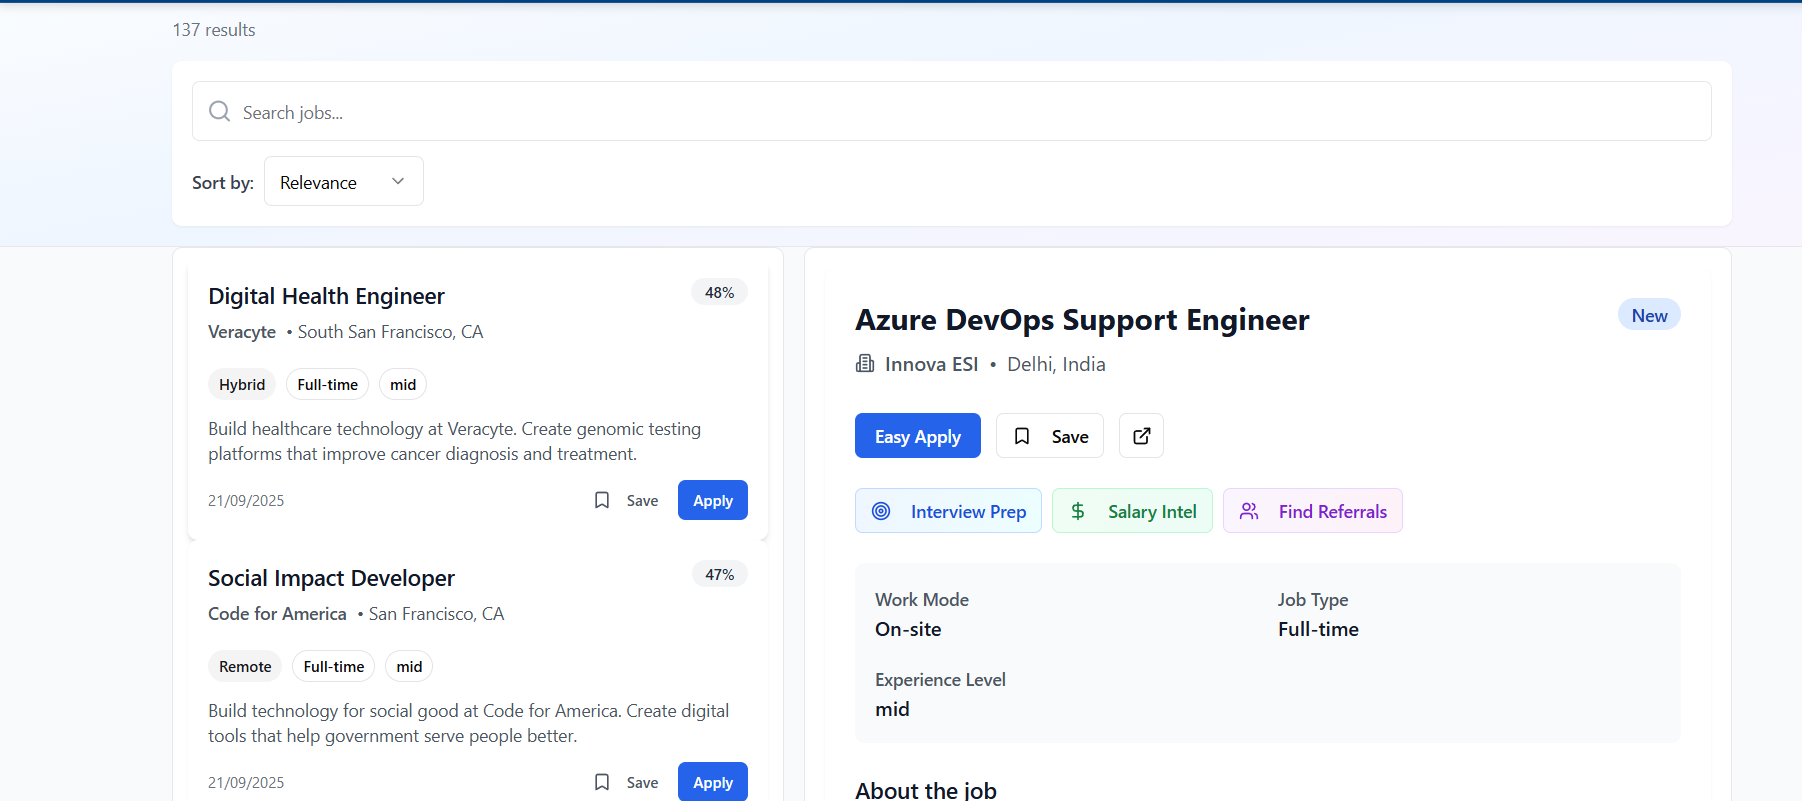 137 results
Search jobs...
Sort by: Relevance
Digital Health Engineer 48%
Veracyte • South San Francisco, CA
Hybrid Full-time mid
Build healthcare technology at Veracyte. Create genomic testing
platforms that improve cancer diagnosis and treatment.
21/09/2025 Save Apply
Social Impact Developer 47%
Code for America • San Francisco, CA
Remote Full-time mid
Build technology for social good at Code for America. Create digital
tools that help government serve people better.
21/09/2025 Save Apply
Azure DevOps Support Engineer New
Innova ESI • Delhi, India
Easy Apply Save
Interview Prep Salary Intel Find Referrals
Work Mode Job Type
On-site Full-time
Experience Level
mid
About the job